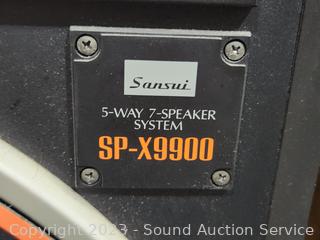 Sansui
5-WAY 7-SPEAKER
SYSTEM
SP-X9900
Copyright 2023 - Sound Auction Service